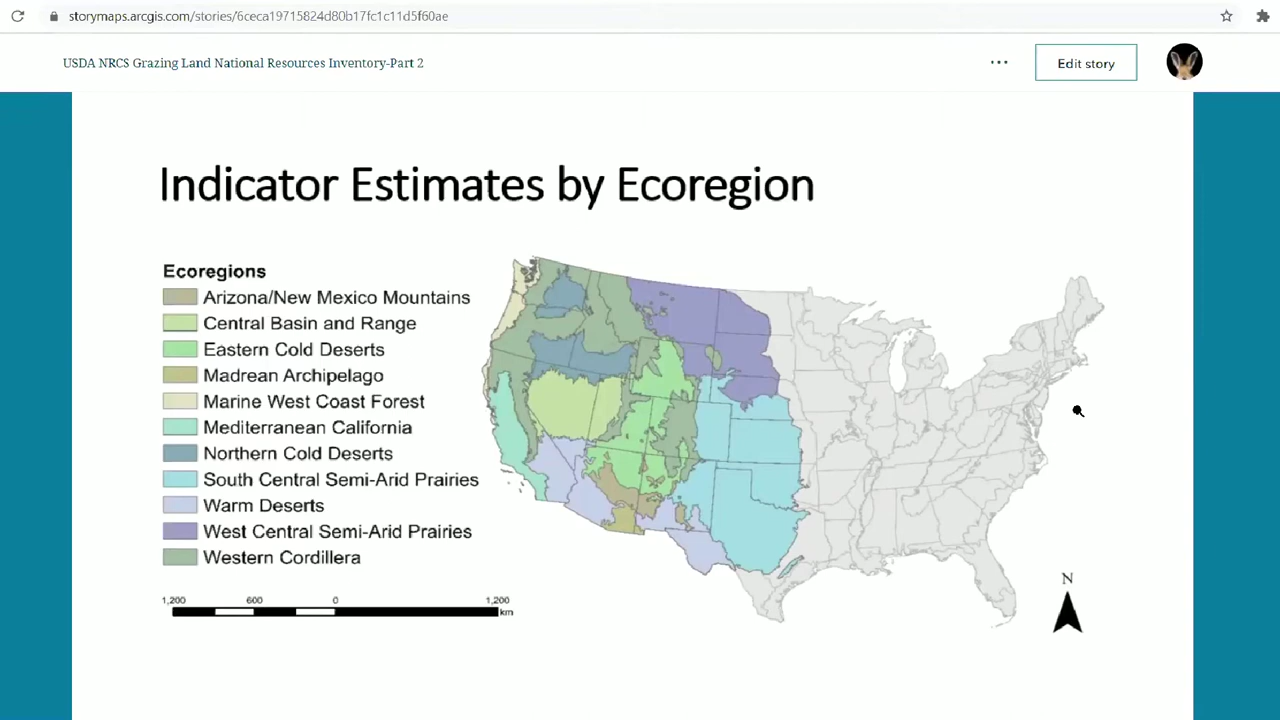 storymaps.arcgis.com/stories/6ceca19715824d80b17fc1c11d5f60ae
USDA NRCS Grazing Land National Resources Inventory-Part 2
Edit story
Indicator Estimates by Ecoregion
Ecoregions
Arizona/New Mexico Mountains
Central Basin and Range
Eastern Cold Deserts
Madrean Archipelago
Marine West Coast Forest
Mediterranean California
Northern Cold Deserts
South Central Semi-Arid Prairies
Warm Deserts
West Central Semi-Arid Prairies
Western Cordillera
1,200 600 0 1,200
km
N